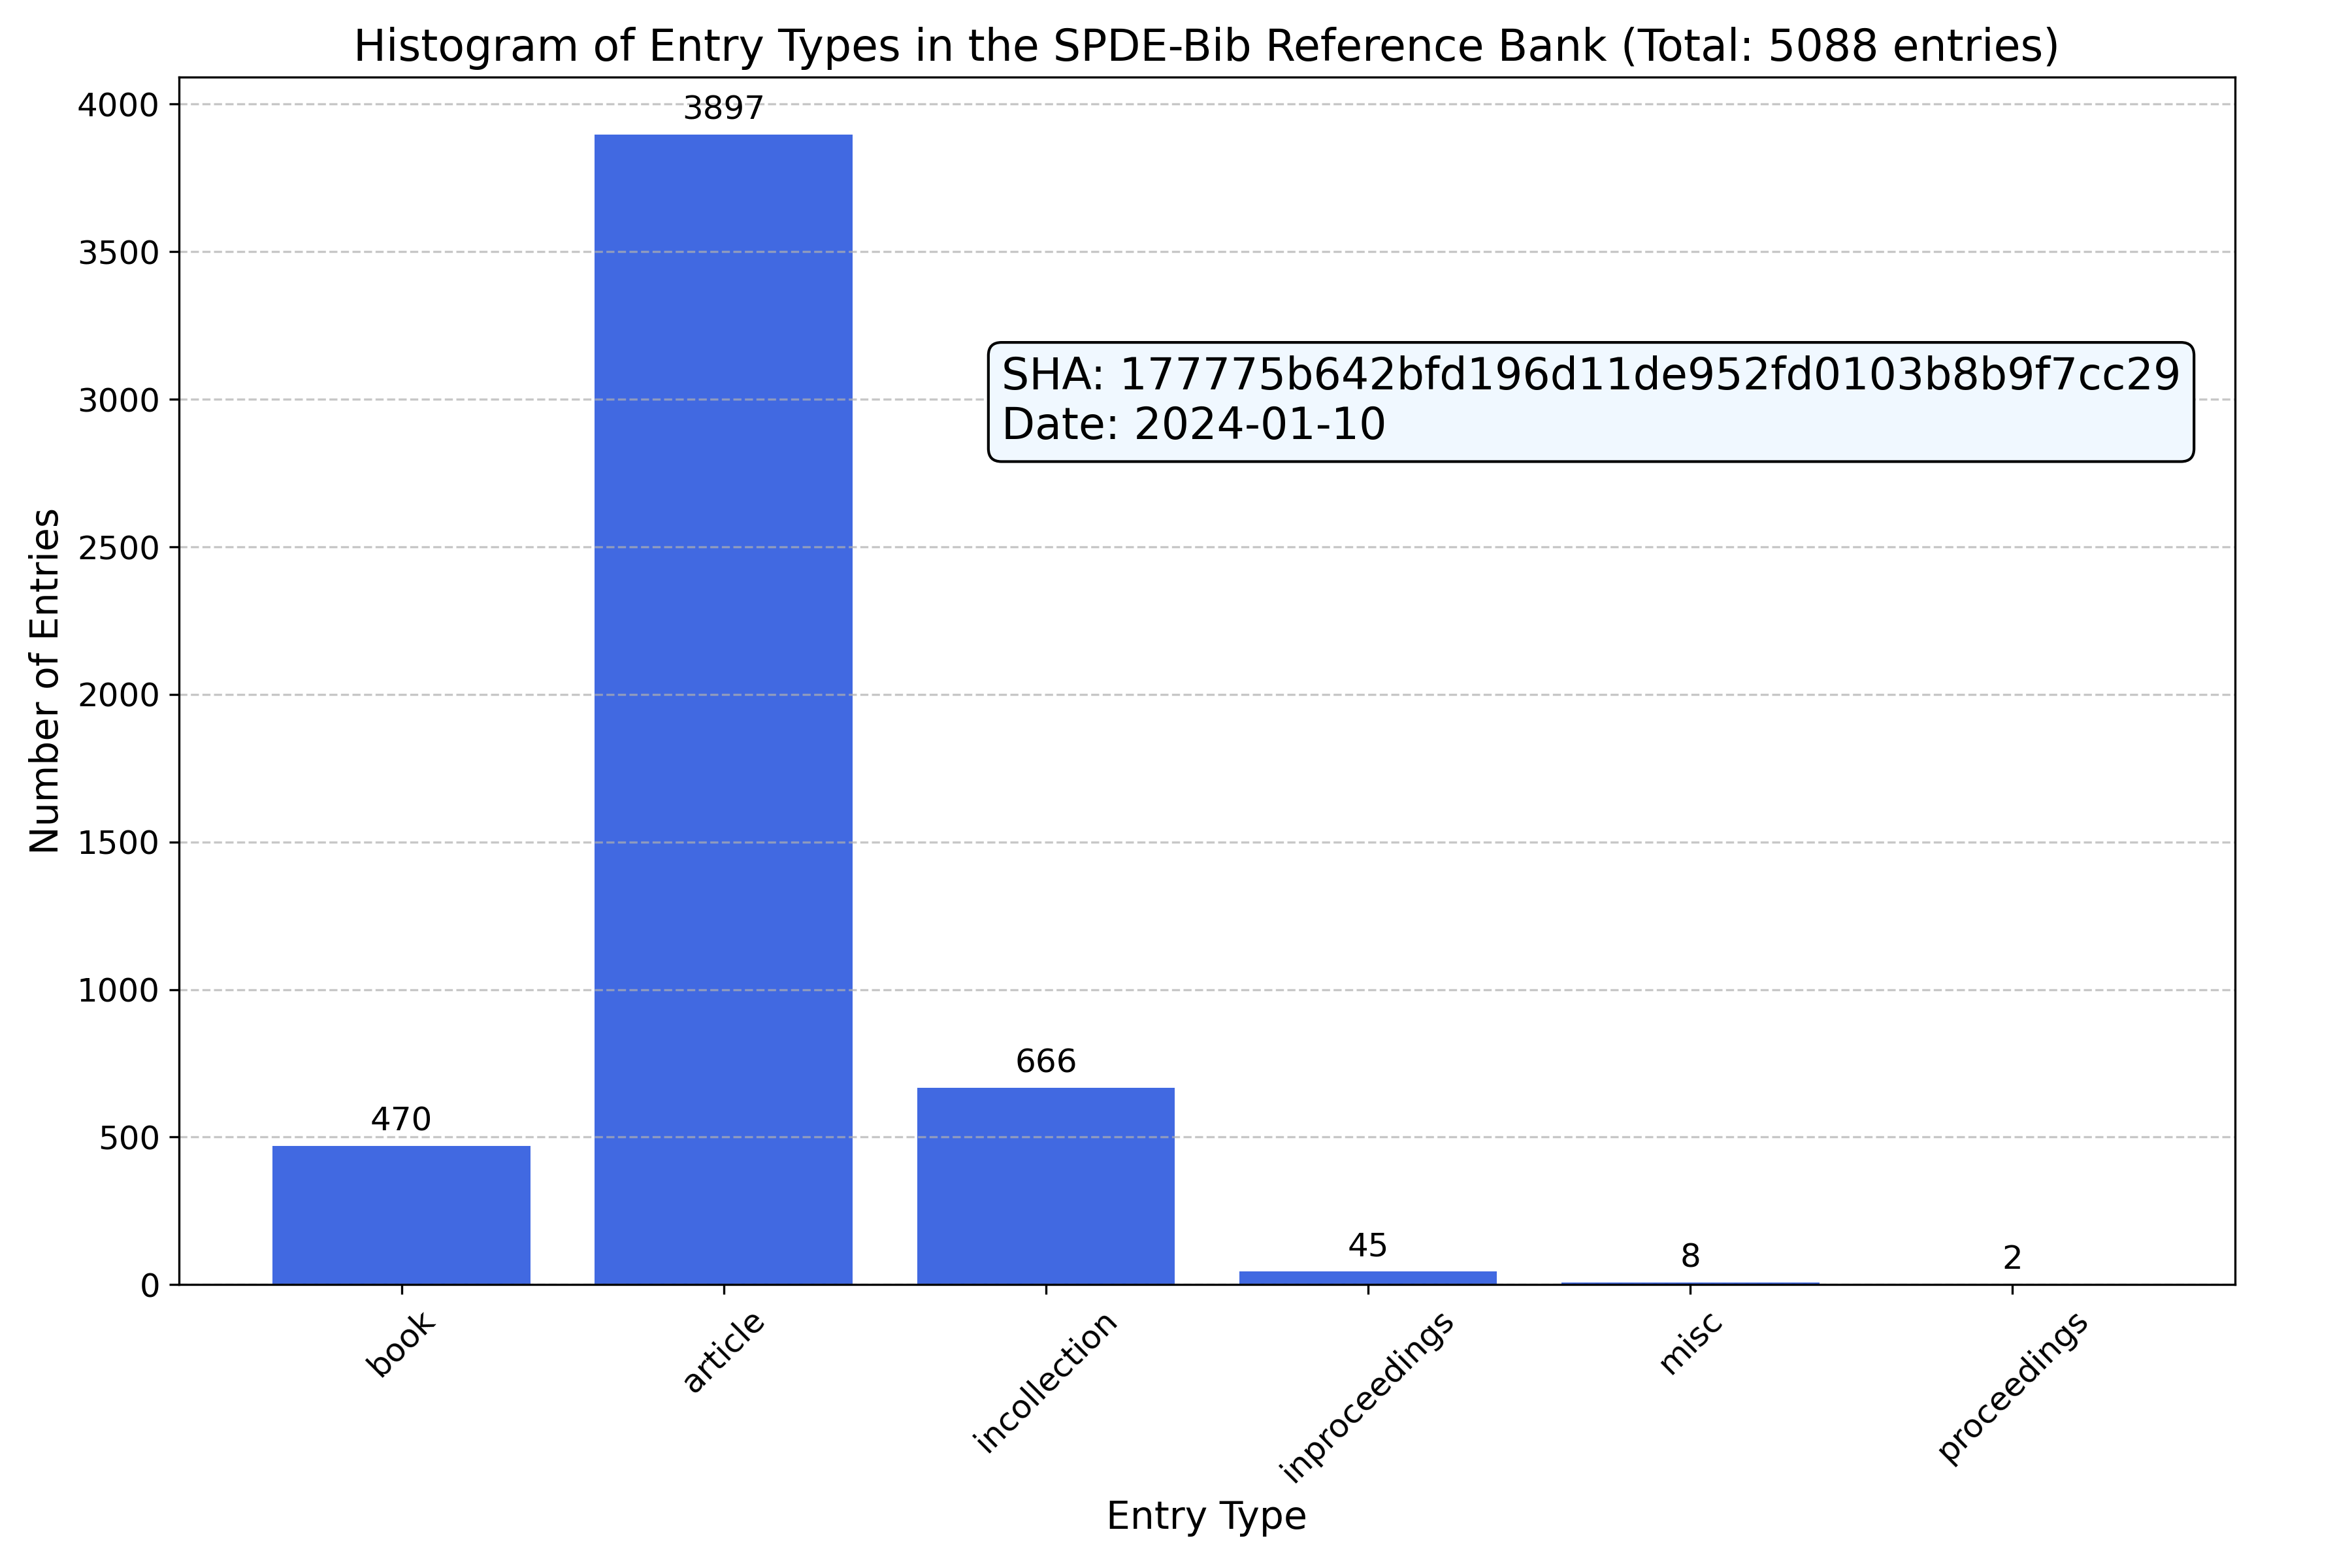 Histogram of Entry Types in the SPDE-Bib Reference Bank (Total: 5088 entries)
4000
3500
3000
2500
2000
1500
1000
500
0
Number of Entries
3897
SHA: 177775b642bfd196d11de952fd0103b8b9f7cc29
Date: 2024-01-10
470
666
45
8
2
book
article
incollection
inproceedings
misc
proceedings
Entry Type